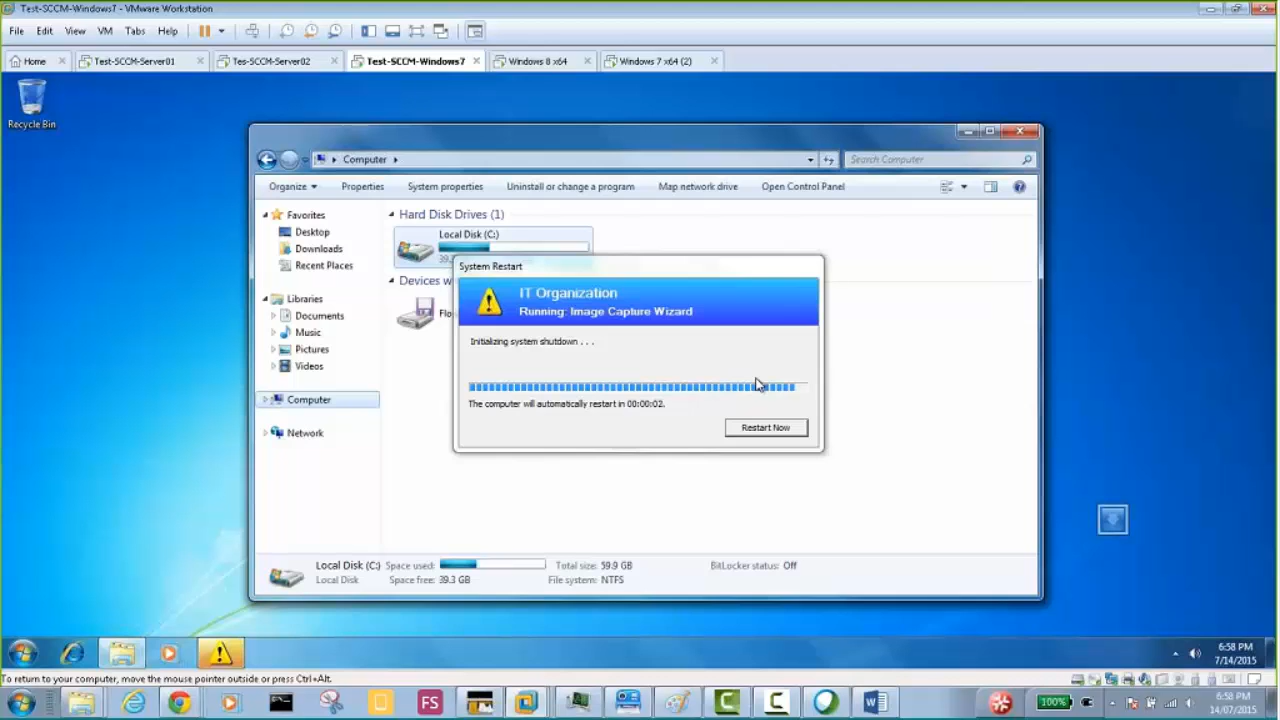 Test-SCCM-Windows7 - VMware Workstation
File Edit View VM Tabs Help
Home Test-SCCM-Server01 Tes-SCCM-Server02 Test-SCCM-Windows7 Windows 8 x64 Windows 7 x64 (2)
Recycle Bin
Computer
Search Computer
Organize Properties System properties Uninstall or change a program Map network drive Open Control Panel
Favorites
Desktop
Downloads
Recent Places
Libraries
Documents
Music
Pictures
Videos
Computer
Network
Hard Disk Drives (1)
Local Disk (C:)
Devices w
Flo
System Restart
IT Organization
Running: Image Capture Wizard
Initializing system shutdown . . .
The computer will automatically restart in 00:00:02.
Restart Now
Local Disk (C:) Space used: Total size: 59.9 GB BitLocker status: Off
Local Disk Space free: 39.3 GB File system: NTFS
6:58 PM
7/14/2015
To return to your computer, move the mouse pointer outside or press Ctrl+Alt.
FS
100%
6:58 PM
14/07/2015